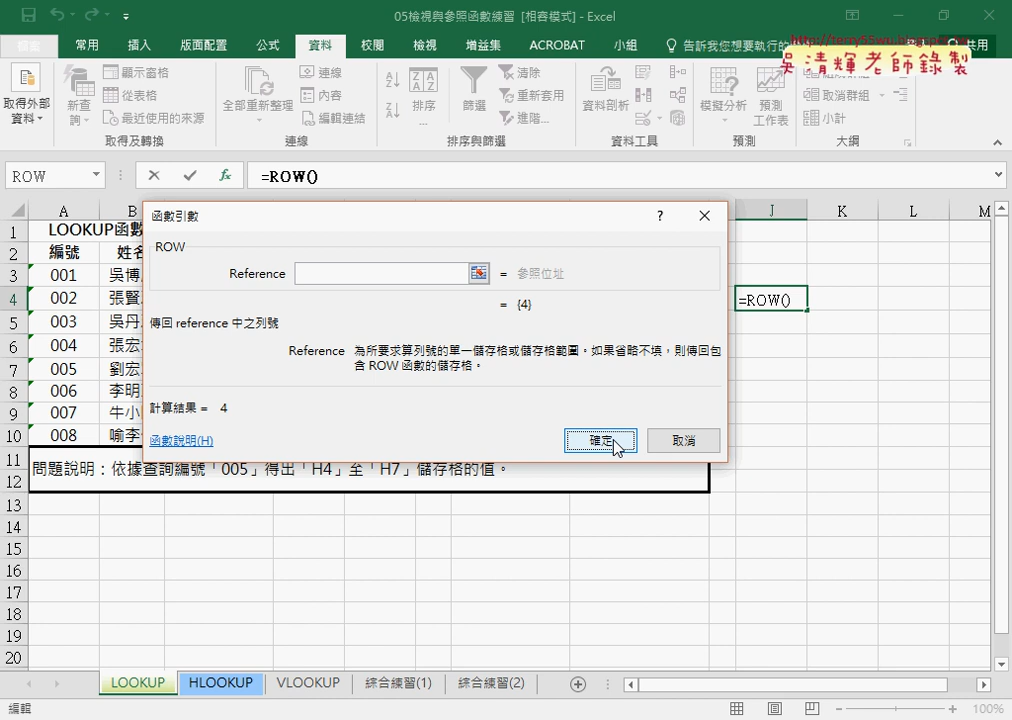 05檢視與參照函數練習 [相容模式] - Excel
常用 插入 版面配置 公式 資料 校閱 檢視 增益集 ACROBAT 小組 告訴我您想要執行的 共用
http://terry55wu.blogspot.tw
吳清輝老師錄製
取得外部資料
新查詢
顯示窗格
從表格
最近使用的來源
取得及轉換
全部重新整理
連線
內容
編輯連結
連線
排序...
篩選
清除
重新套用
進階...
排序與篩選
資料剖析
資料工具
模擬分析
預測工作表
預測
取消群組
小計
大綱
ROW
fx
=ROW()
A B J K L M
1 LOOKUP函數
2 編號 姓名
3 001 吳博
4 002 張賢 =ROW()
5 003 吳丹
6 004 張宏
7 005 劉宏
8 006 李明
9 007 牛小
10 008 喻李
11
問題說明：依據查詢編號「005」得出「H4」至「H7」儲存格的值。
12
13
14
15
16
17
18
19
20
函數引數
?
ROW
Reference = 參照位址
= {4}
傳回 reference 中之列號
Reference 為所要求算列號的單一儲存格或儲存格範圍。如果省略不填，則傳回包
含 ROW 函數的儲存格。
計算結果 = 4
函數說明(H)
確定 取消
LOOKUP HLOOKUP VLOOKUP 綜合練習(1) 綜合練習(2)
編輯
100%